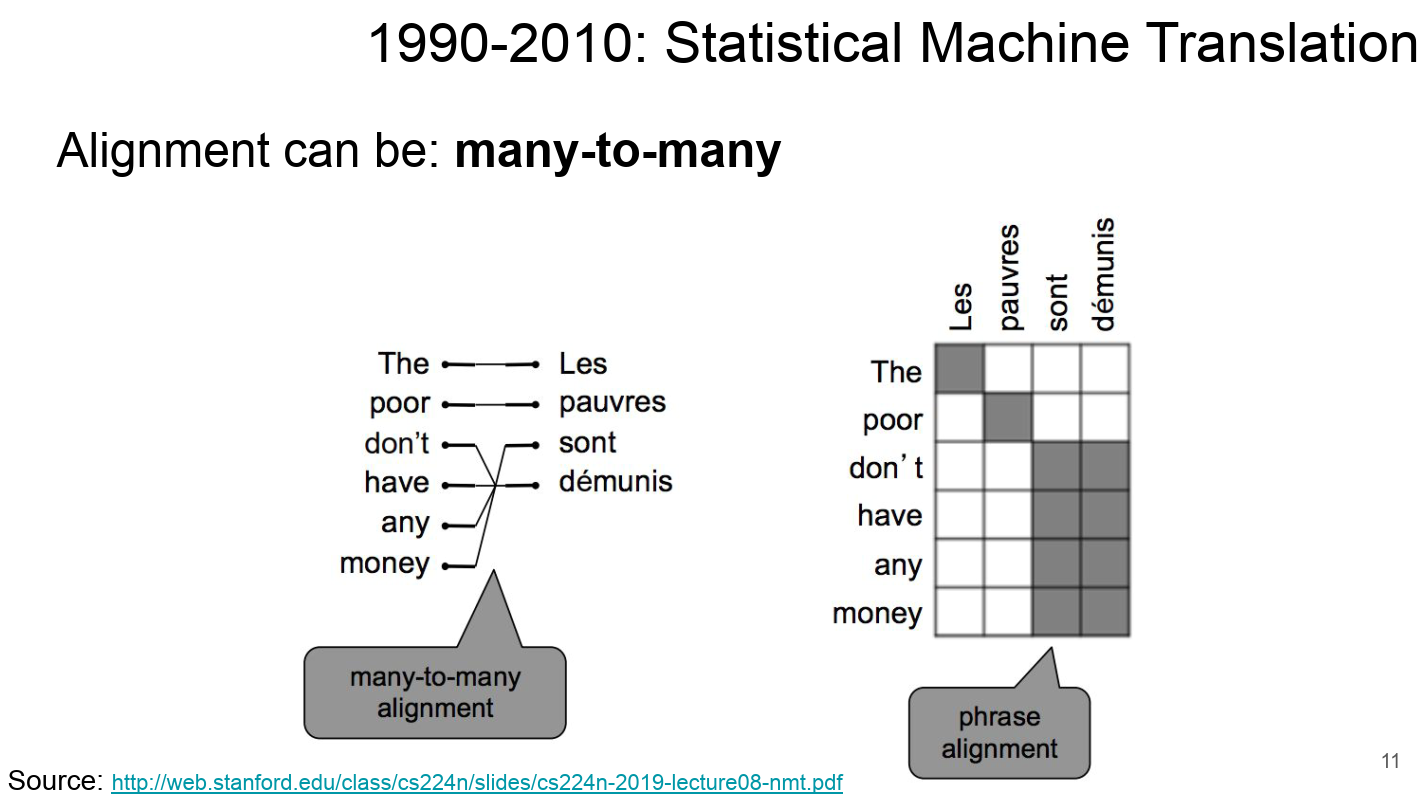 1990-2010: Statistical Machine Translation
Alignment can be: many-to-many
The Les
poor pauvres
don't sont
have démunis
any
money
many-to-many
alignment
Les pauvres sont démunis
The
poor
don't
have
any
money
phrase
alignment
Source: http://web.stanford.edu/class/cs224n/slides/cs224n-2019-lecture08-nmt.pdf
11